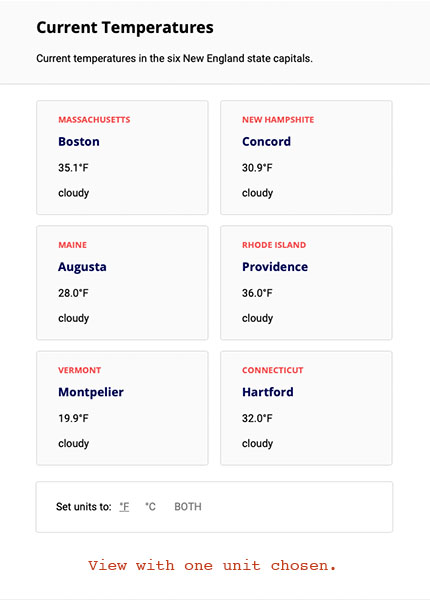 Current Temperatures
Current temperatures in the six New England state capitals.
MASSACHUSETTS
Boston
35.1°F
cloudy
NEW HAMPSHITE
Concord
30.9°F
cloudy
MAINE
Augusta
28.0°F
cloudy
RHODE ISLAND
Providence
36.0°F
cloudy
VERMONT
Montpelier
19.9°F
cloudy
CONNECTICUT
Hartford
32.0°F
cloudy
Set units to: °F °C BOTH
View with one unit chosen.